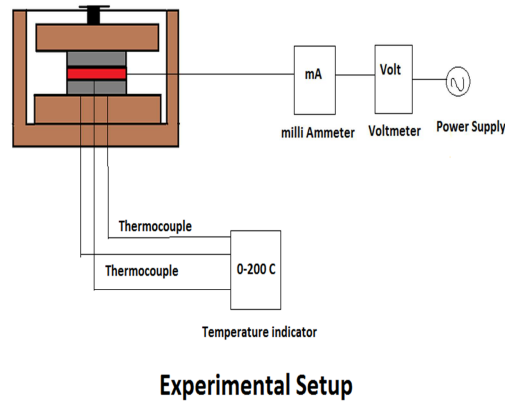 mA
Volt
milli Ammeter
Voltmeter
Power Supply
Thermocouple
Thermocouple
0-200 C
Temperature indicator
Experimental Setup